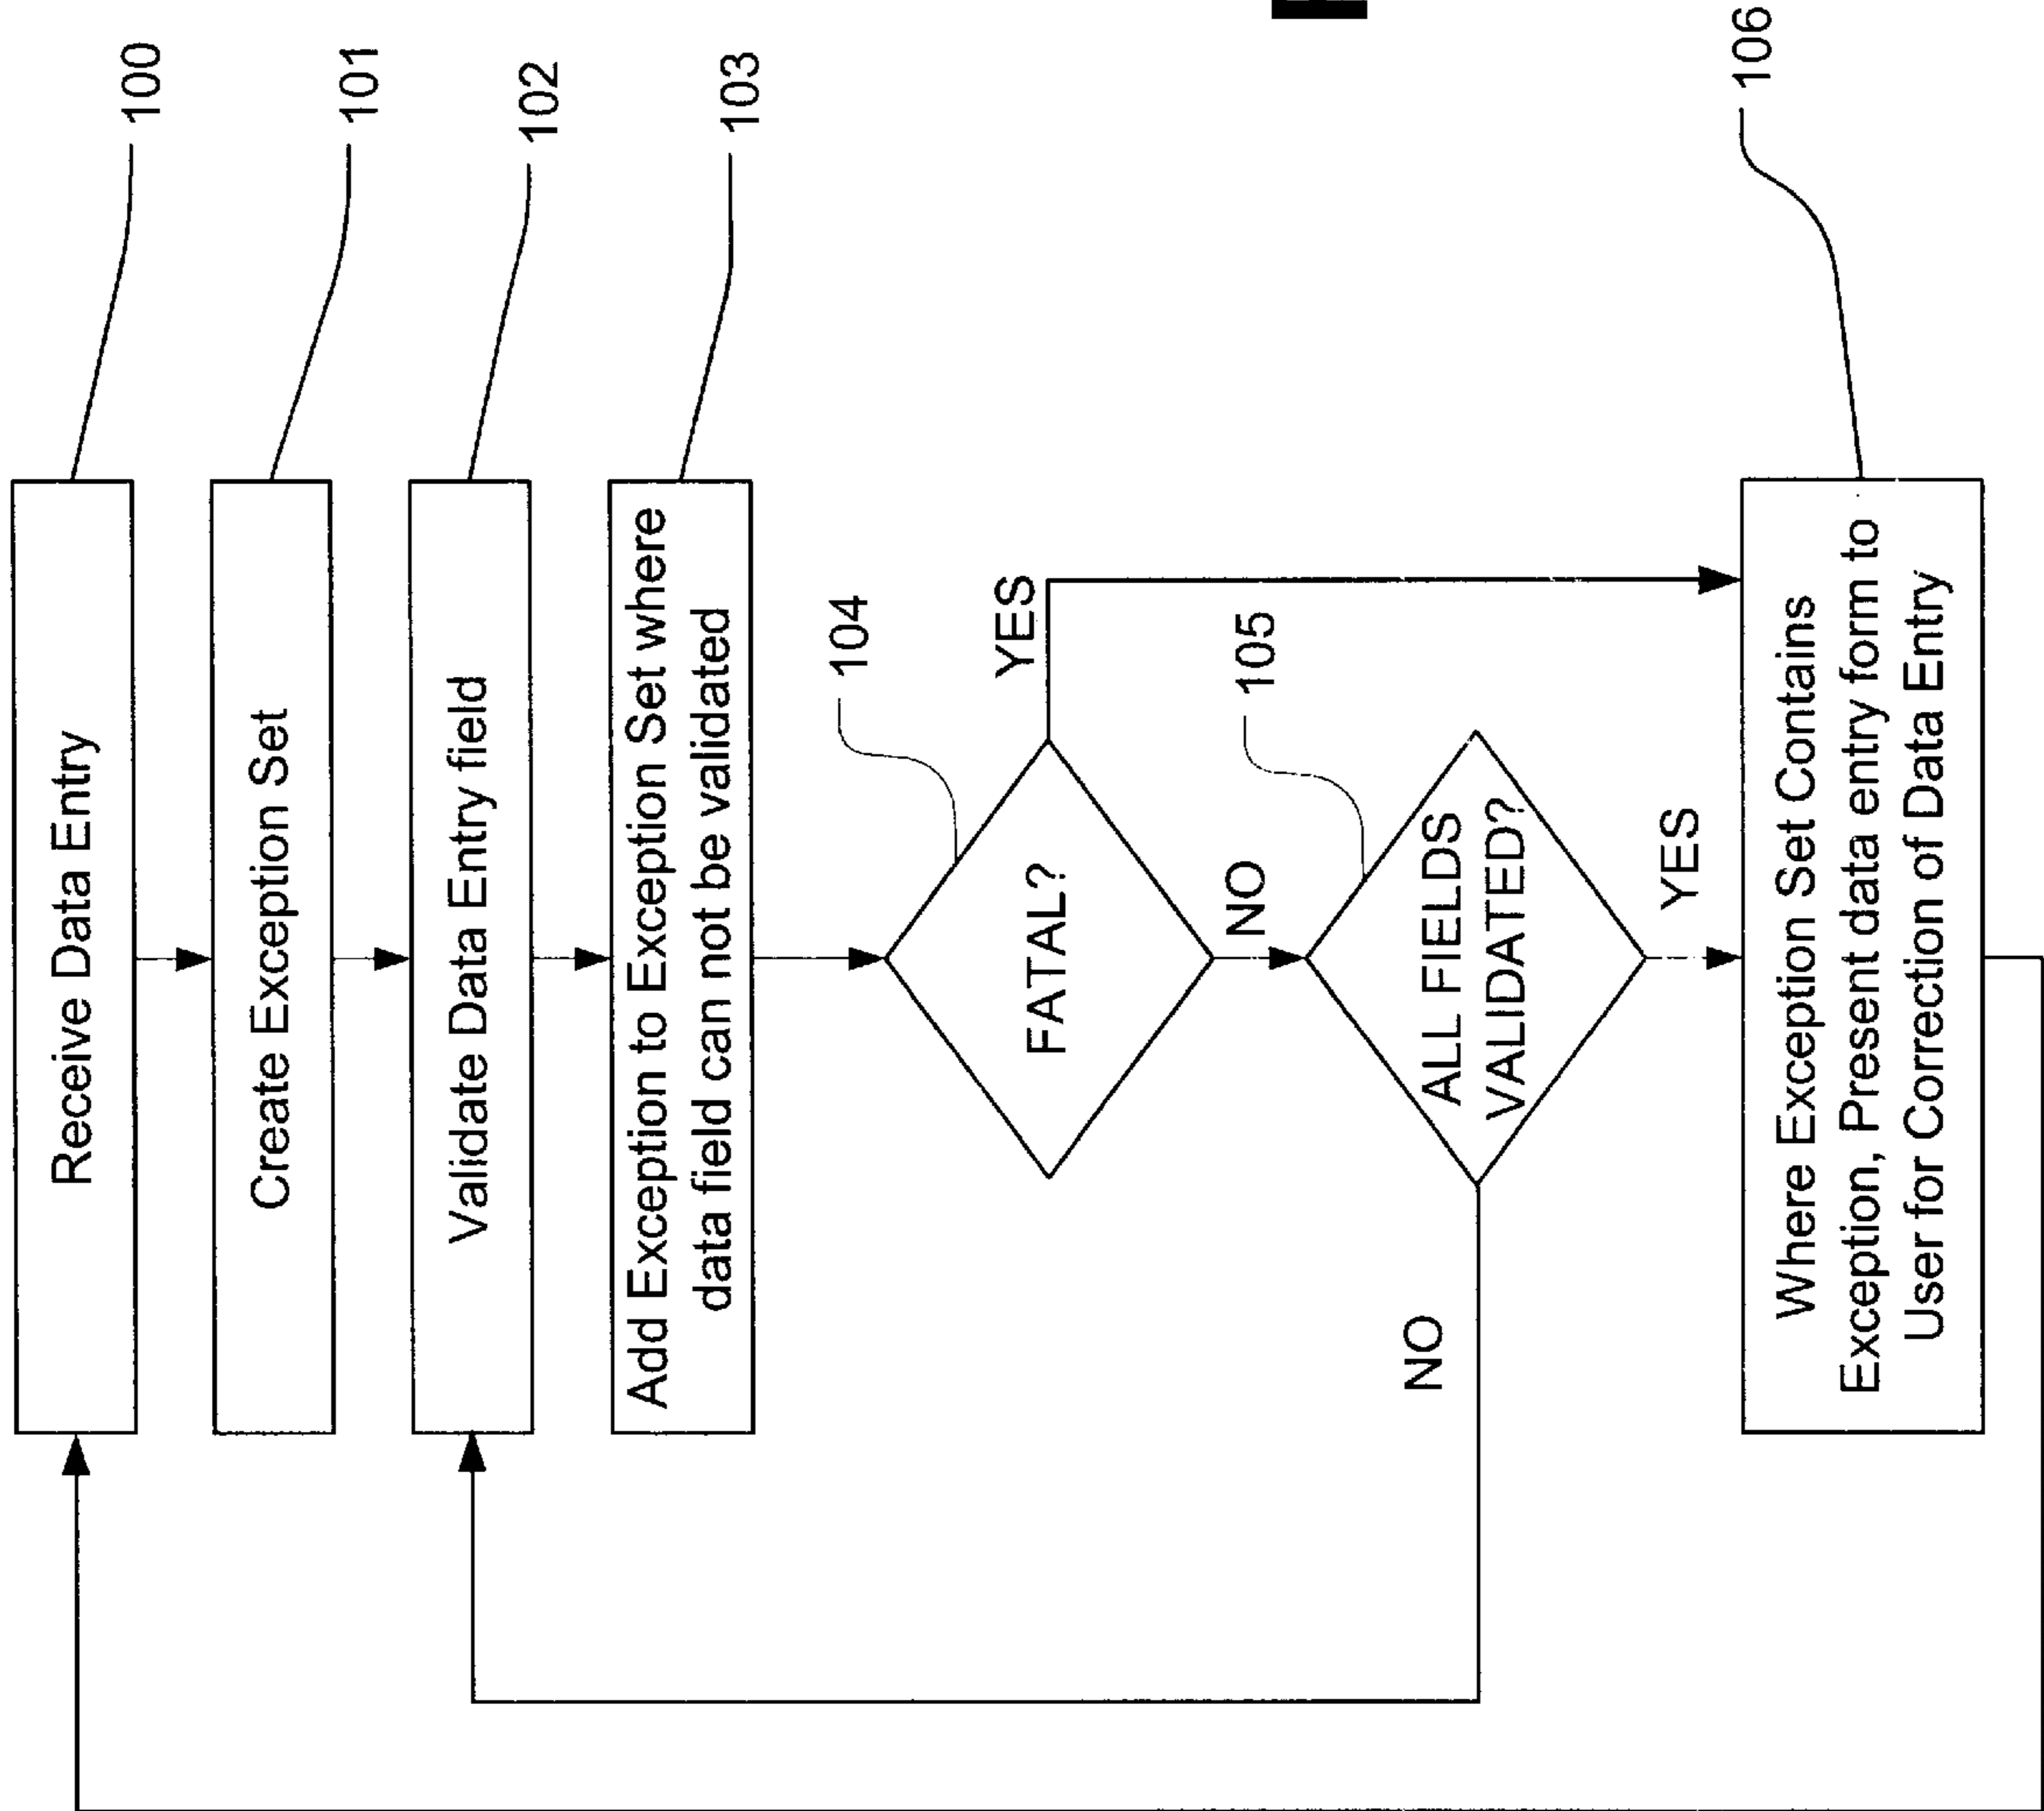 Receive Data Entry
100
Create Exception Set
101
Validate Data Entry field
102
Add Exception to Exception Set where
data field can not be validated
103
FATAL?
104
YES
NO
ALL FIELDS
VALIDATED?
105
NO
YES
Where Exception Set Contains
Exception, Present data entry form to
User for Correction of Data Entry
106